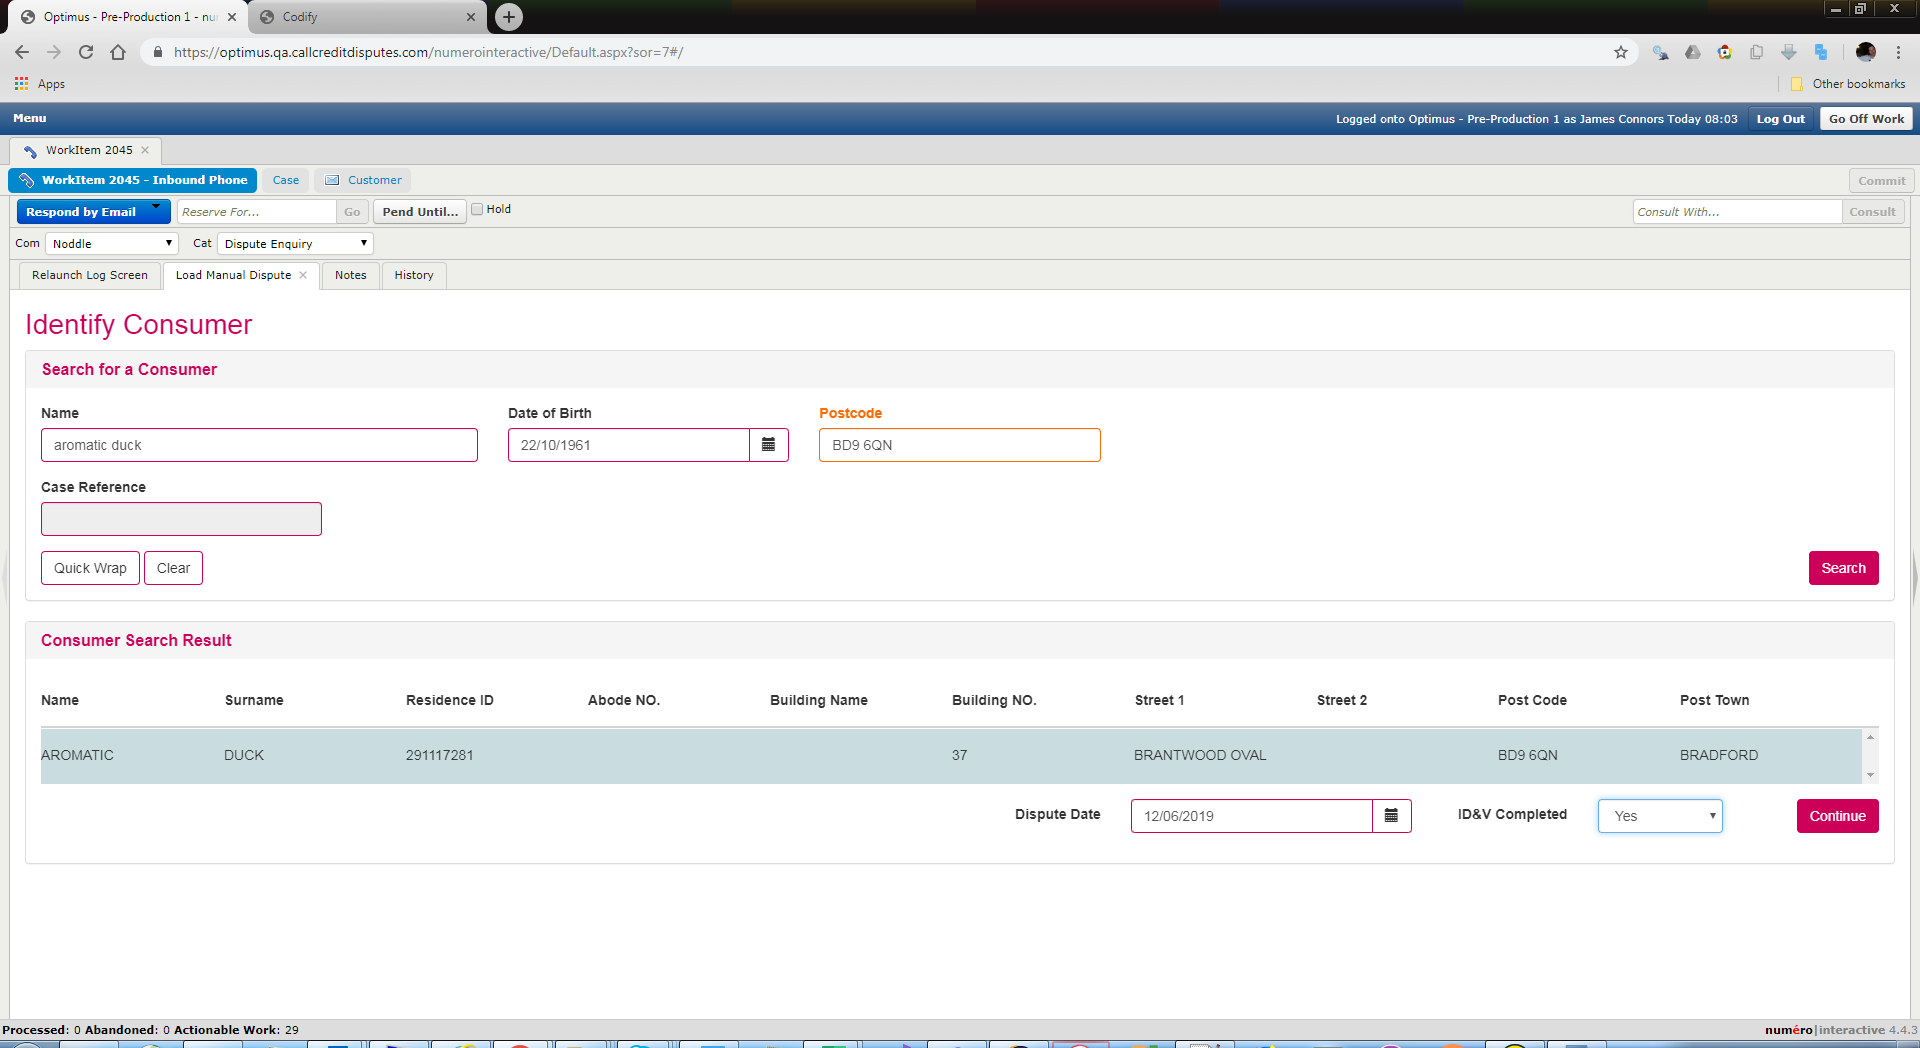 Optimus - Pre-Production 1 - nu
Codify
https://optimus.qa.callcreditdisputes.com/numerointeractive/Default.aspx?sor=7#/
Apps
Other bookmarks
Menu
Logged onto Optimus - Pre-Production 1 as James Connors Today 08:03
Log Out
Go Off Work
WorkItem 2045
WorkItem 2045 - Inbound Phone
Case
Customer
Commit
Respond by Email
Reserve For...
Go
Pend Until...
Hold
Consult With...
Consult
Com
Noddle
Cat
Dispute Enquiry
Relaunch Log Screen
Load Manual Dispute
Notes
History
Identify Consumer
Search for a Consumer
Name
Date of Birth
Postcode
aromatic duck
22/10/1961
BD9 6QN
Case Reference
Quick Wrap
Clear
Search
Consumer Search Result
Name Surname Residence ID Abode NO. Building Name Building NO. Street 1 Street 2 Post Code Post Town
AROMATIC DUCK 291117281 37 BRANTWOOD OVAL BD9 6QN BRADFORD
Dispute Date
12/06/2019
ID&V Completed
Yes
Continue
Processed: 0 Abandoned: 0 Actionable Work: 29
numéro|interactive 4.4.3